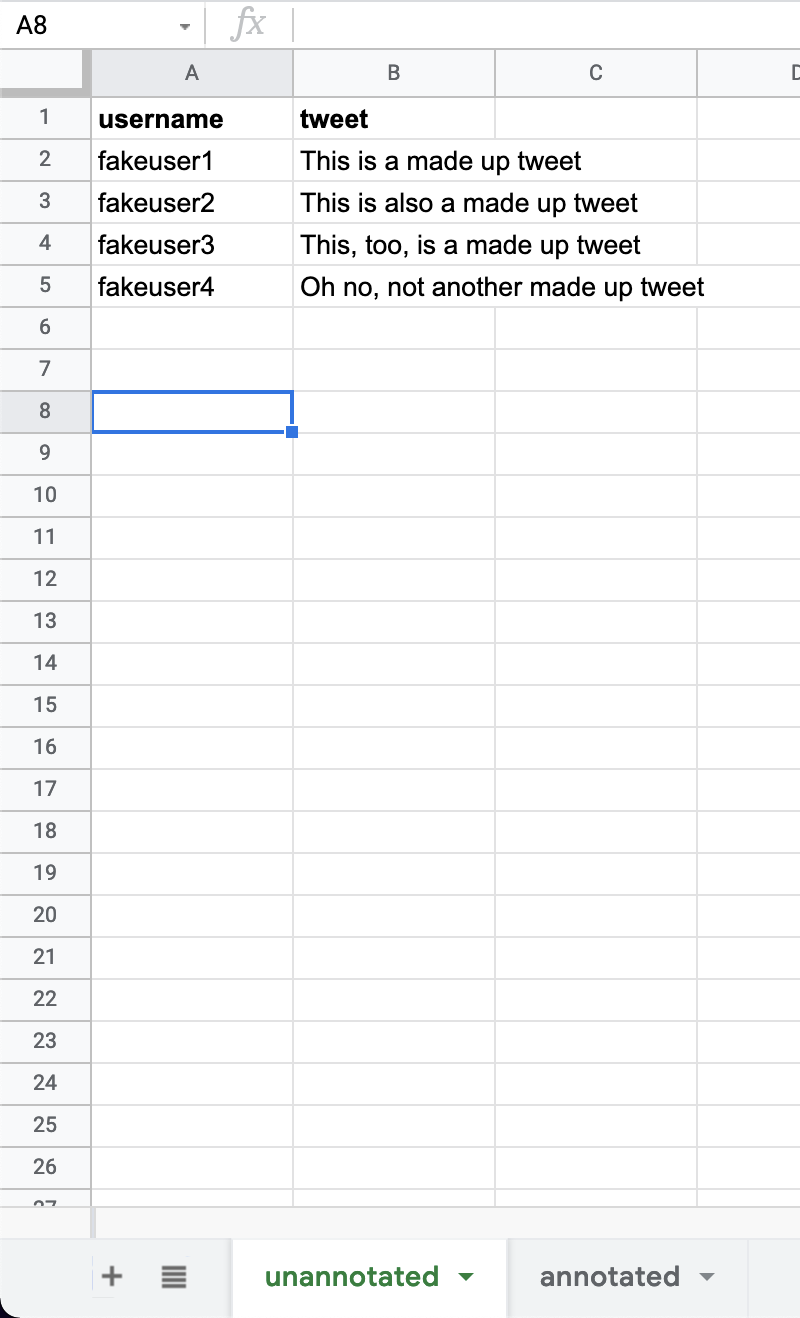 A8 fx
A B C D
1 username tweet
2 fakeuser1 This is a made up tweet
3 fakeuser2 This is also a made up tweet
4 fakeuser3 This, too, is a made up tweet
5 fakeuser4 Oh no, not another made up tweet
6
7
8
9
10
11
12
13
14
15
16
17
18
19
20
21
22
23
24
25
26
27
unannotated annotated